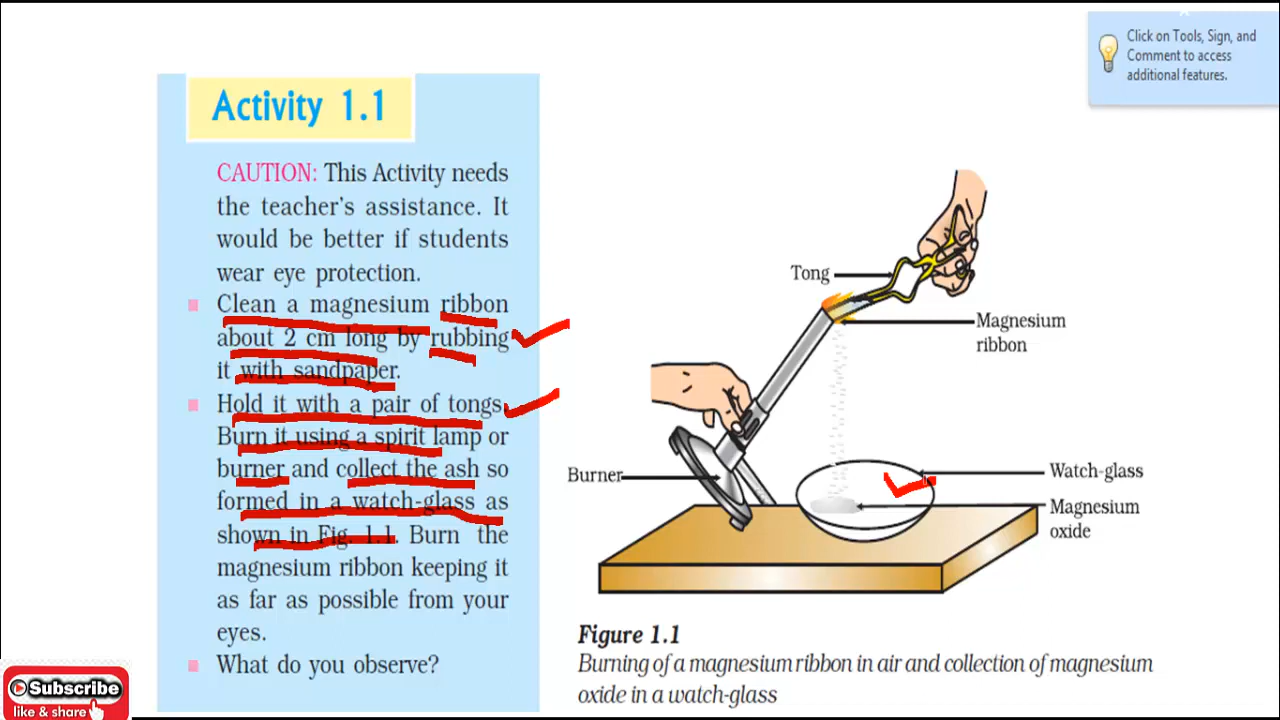 Click on Tools, Sign, and
Comment to access
additional features.
Activity 1.1
CAUTION: This Activity needs
the teacher's assistance. It
would be better if students
wear eye protection.
Clean a magnesium ribbon
about 2 cm long by rubbing
it with sandpaper.
Hold it with a pair of tongs.
Burn it using a spirit lamp or
burner and collect the ash so
formed in a watch-glass as
shown in Fig. 1.1. Burn the
magnesium ribbon keeping it
as far as possible from your
eyes.
What do you observe?
Tong
Magnesium
ribbon
Burner
Watch-glass
Magnesium
oxide
Figure 1.1
Burning of a magnesium ribbon in air and collection of magnesium
oxide in a watch-glass
Subscribe
like & share